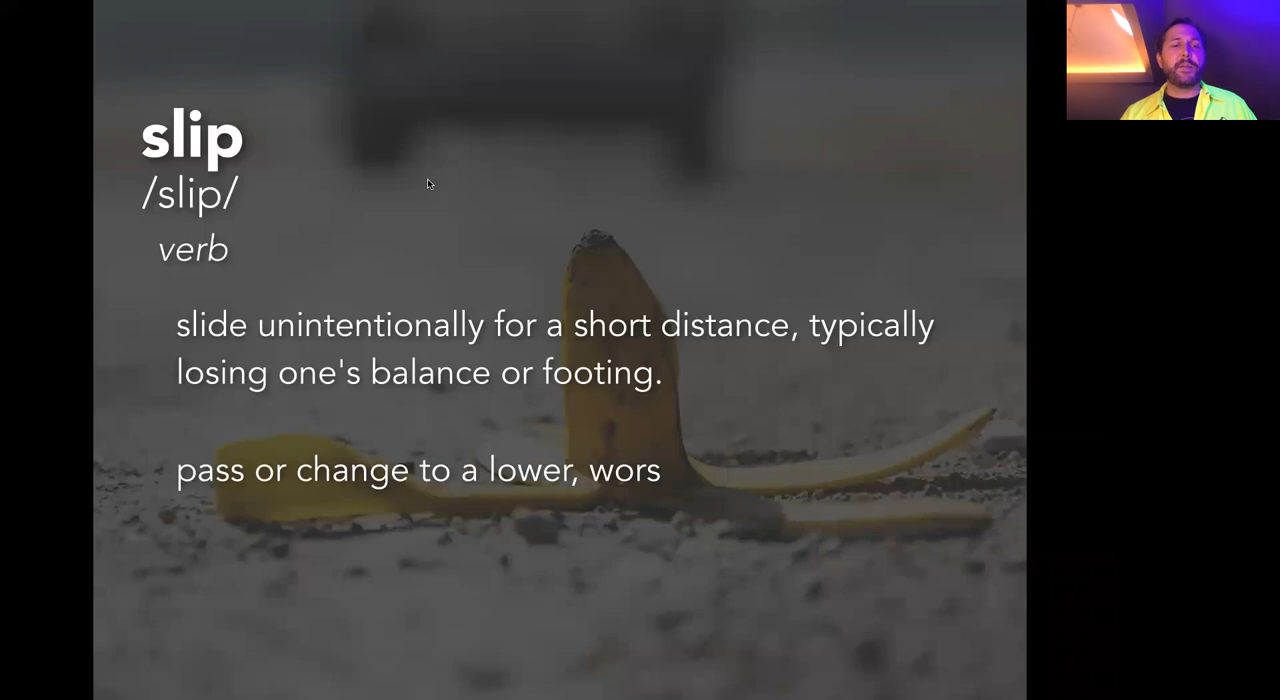 slip
/slip/
verb
slide unintentionally for a short distance, typically
losing one's balance or footing.
pass or change to a lower, wors